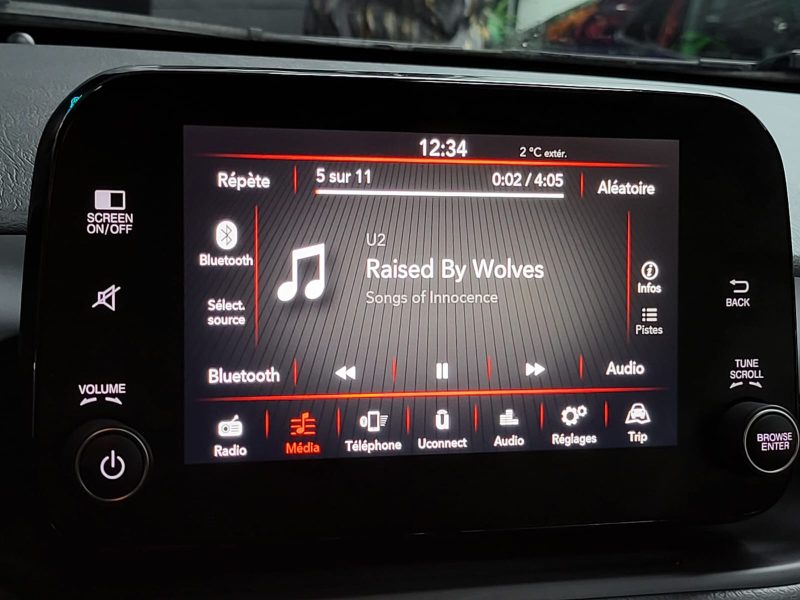 12:34
2 °C extér.
Répète
5 sur 11
0:02 / 4:05
Aléatoire
SCREEN
ON/OFF
Bluetooth
U2
Raised By Wolves
Songs of Innocence
Infos
Sélect.
source
Pistes
BACK
Bluetooth
Audio
VOLUME
TUNE
SCROLL
Radio
Média
Téléphone
Uconnect
Audio
Réglages
Trip
BROWSE
ENTER